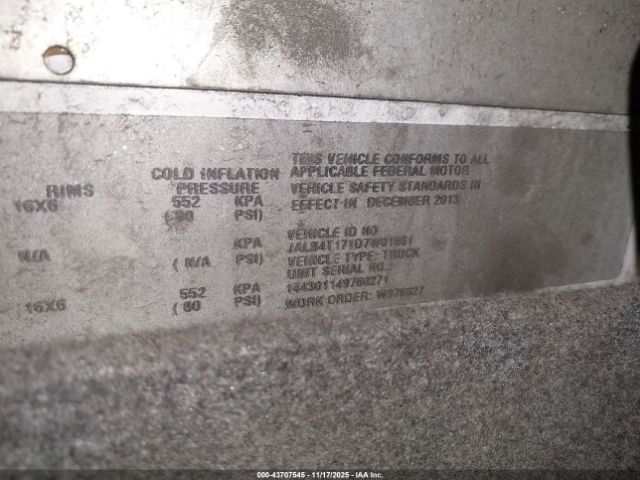 RIMS COLD INFLATION PRESSURE
16X6 552 KPA
(80 PSI)
N/A KPA
(N/A PSI)
16X6 552 KPA
(80 PSI)
THIS VEHICLE CONFORMS TO ALL
APPLICABLE FEDERAL MOTOR
VEHICLE SAFETY STANDARDS IN
EFFECT IN DECEMBER 2013
VEHICLE ID NO
VEHICLE TYPE: TRUCK
UNIT SERIAL NO.:
WORK ORDER:
000-43707545 - 11/17/2025 - IAA Inc.